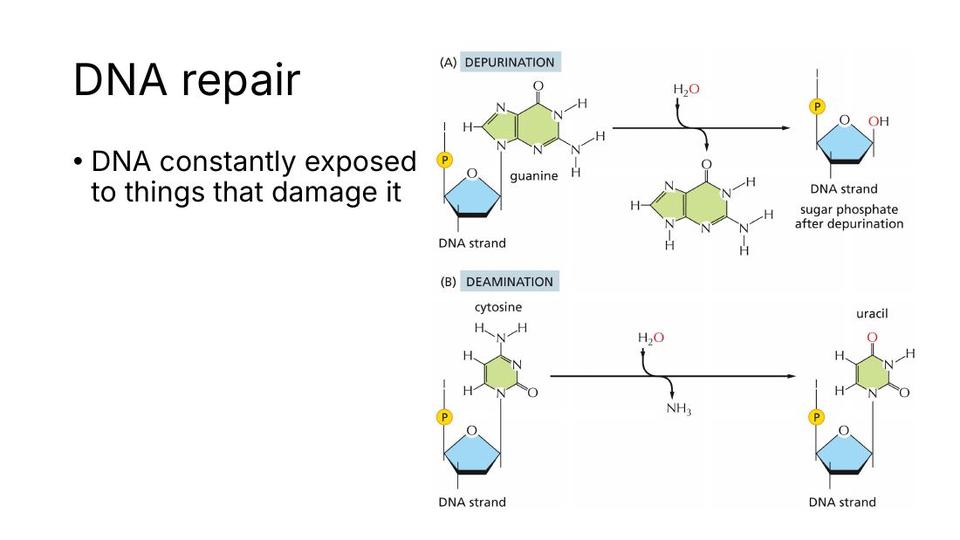 DNA repair
• DNA constantly exposed
to things that damage it
(A) DEPURINATION
O
N
N
H
H
N
N
N
H
H
guanine
P
O
DNA strand
H₂O
O
N
N
H
H
N
H
N
N
H
H
P
O
OH
DNA strand
sugar phosphate
after depurination
(B) DEAMINATION
cytosine
H
N
H
H
N
H
N
O
P
O
DNA strand
H₂O
NH₃
uracil
O
H
N
H
H
N
O
P
O
DNA strand